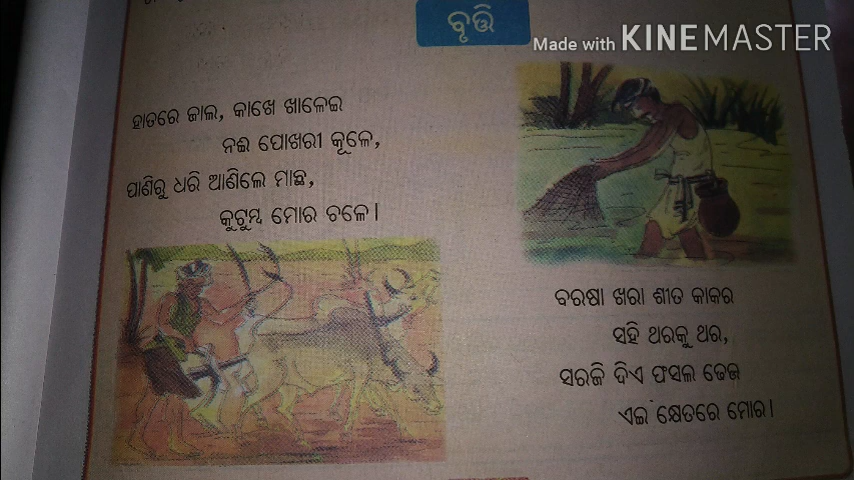 ବୃତ୍ତି
Made with KINEMASTER
ହାତରେ ଜାଲ, କାଖେ ଖାଳେଇ
ନଈ ପୋଖରୀ କୂଳେ,
ପାଣିରୁ ଧରି ଆଣିଲେ ମାଛ,
କୁଟୁମ୍ବ ମୋର ଚଳେ।
ବରଷା ଖରା ଶୀତ କାକର
ସହି ଥରକୁ ଥର,
ସରଜି ଦିଏ ଫସଲ ଢେର
ଏଇ କ୍ଷେତରେ ମୋର।